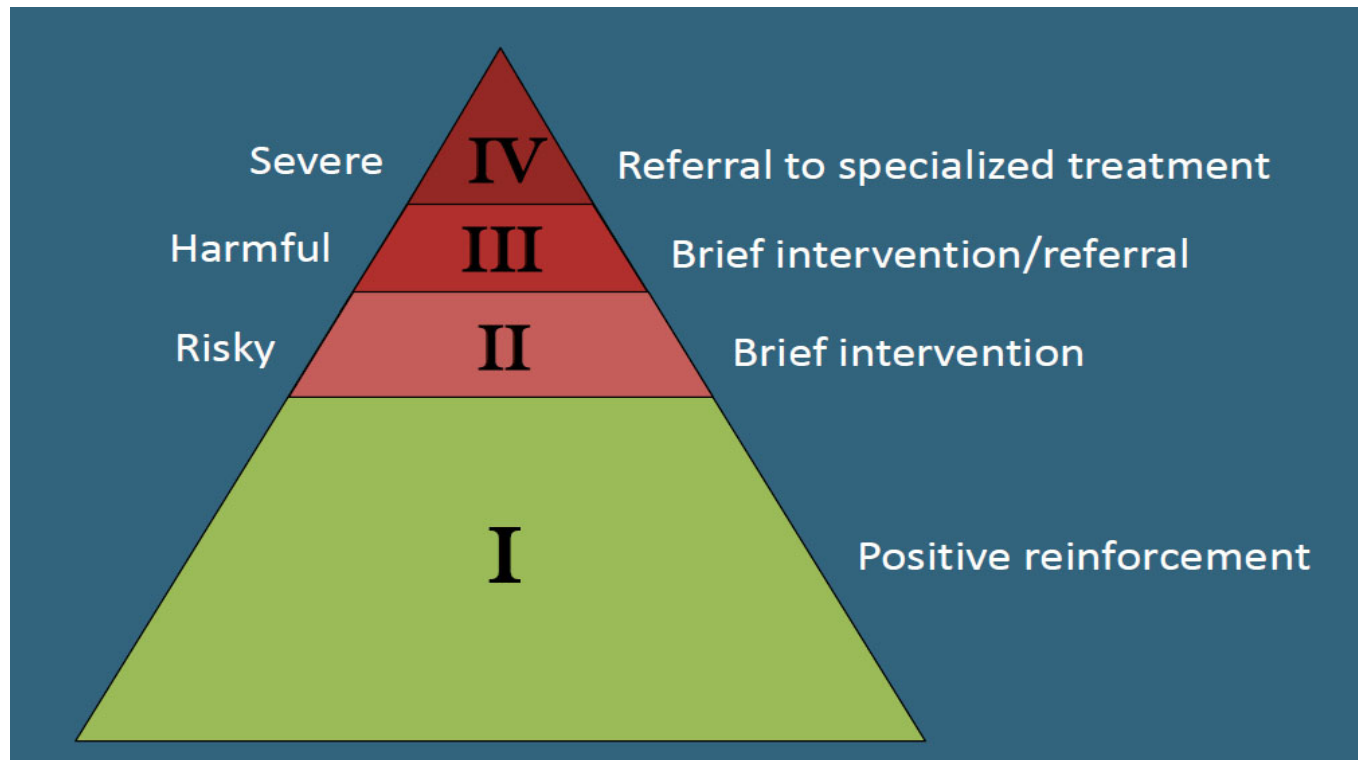 Severe IV Referral to specialized treatment
Harmful III Brief intervention/referral
Risky II Brief intervention
I Positive reinforcement